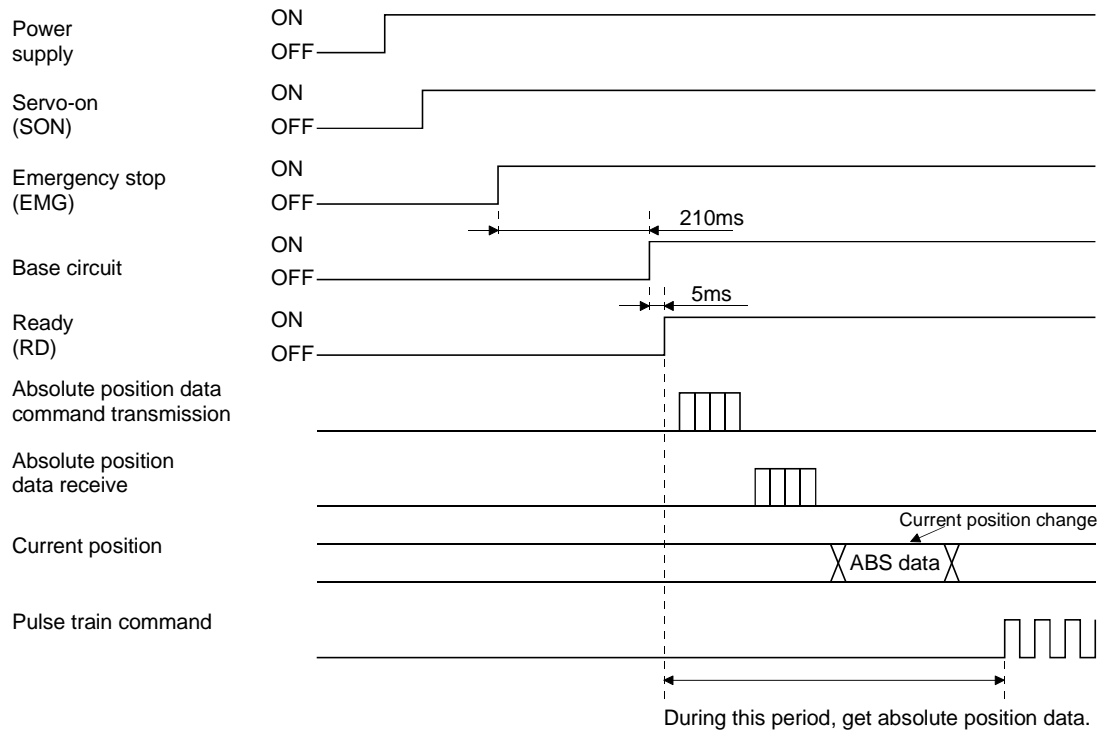 Power
supply
ON
OFF
Servo-on
(SON)
ON
OFF
Emergency stop
(EMG)
ON
OFF
210ms
Base circuit
ON
OFF
5ms
Ready
(RD)
ON
OFF
Absolute position data
command transmission
Absolute position
data receive
Current position change
Current position
ABS data
Pulse train command
During this period, get absolute position data.